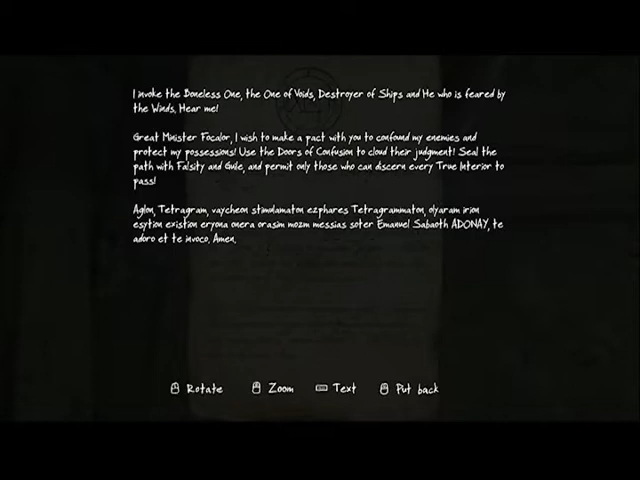 I invoke the Boneless One, the One of Voids, Destroyer of Ships and He who is feared by
the Winds. Hear me!
Great Minister Focalor, I wish to make a pact with you to confound my enemies and
protect my possessions! Use the Doors of Confusion to cloud their judgment! Seal the
path with Falsity and Guile, and permit only those who can discern every True Interior to
pass!
Aglon, Tetragram, vaycheon stimulamaton ezphares Tetragrammaton, olyaram irion
esytion existion eryona onera orasim mozm messias soter Emanuel Sabaoth ADONAY, te
adoro et te invoco. Amen.
Rotate Zoom Text Put back